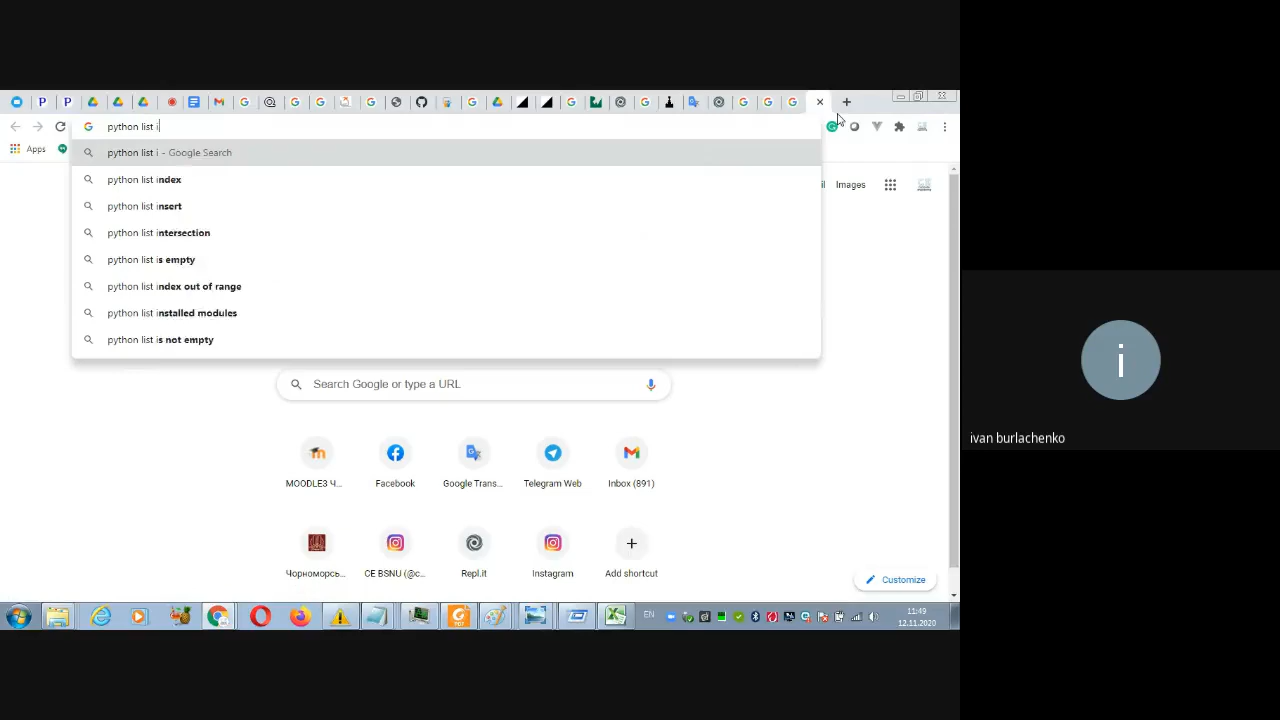 python list i
python list i - Google Search
python list index
python list insert
python list intersection
python list is empty
python list index out of range
python list installed modules
python list is not empty
Apps
il
Images
Search Google or type a URL
MOODLE3 Ч...
Facebook
Google Trans...
Telegram Web
Inbox (891)
Чорноморсь...
CE BSNU (@c...
Repl.it
Instagram
Add shortcut
Customize
EN
11:49
12.11.2020
i
ivan burlachenko